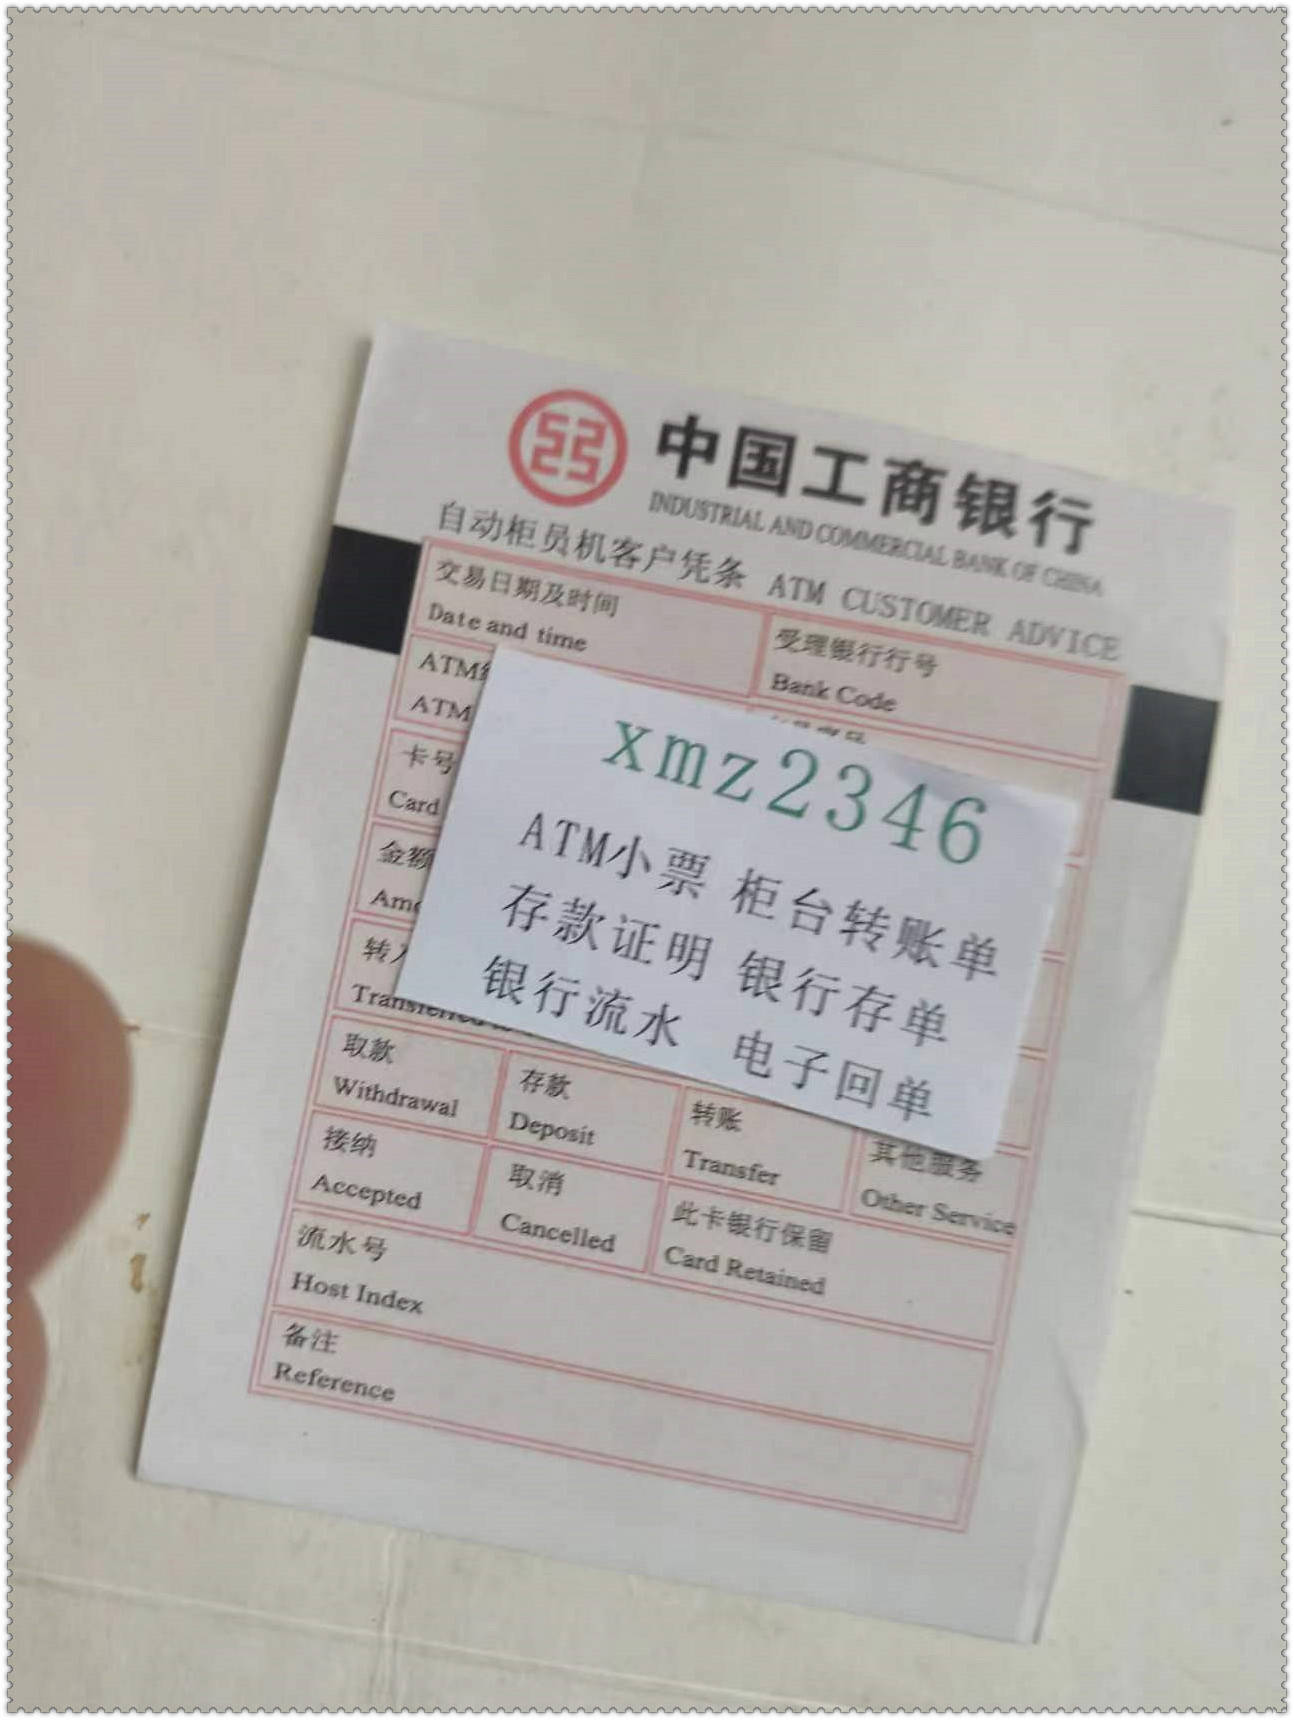 中国工商银行
INDUSTRIAL AND COMMERCIAL BANK OF CHINA
自动柜员机客户凭条 ATM CUSTOMER ADVICE
交易日期及时间
Date and time
受理银行行号
Bank Code
ATM
ATM
卡号
Card
金额
转入
Transferred
xmz2346
ATM小票 柜台转账单
存款证明 银行存单
银行流水 电子回单
取款
Withdrawal
存款
Deposit
转账
Transfer
其他服务
Other Service
接纳
Accepted
取消
Cancelled
此卡银行保留
Card Retained
流水号
Host Index
备注
Reference